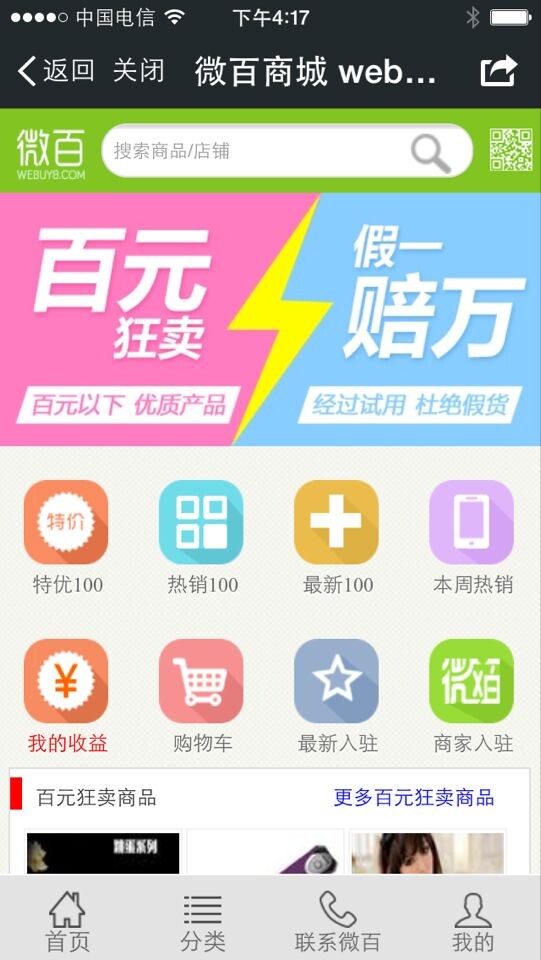 中国电信
下午4:17
返回 关闭 微百商城 web...
微百
WEBUY8.COM
搜索商品/店铺
百元
狂卖
百元以下 优质产品
假一
赔万
经过试用 杜绝假货
特价
特优100
热销100
最新100
本周热销
¥
我的收益
购物车
最新入驻
微百
商家入驻
百元狂卖商品
更多百元狂卖商品
首页
分类
联系微百
我的